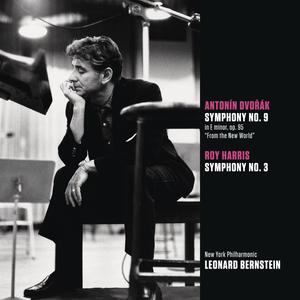 ANTONÍN DVOŘÁK
SYMPHONY NO. 9
in E minor, op. 95
"From the New World"
ROY HARRIS
SYMPHONY NO. 3
New York Philharmonic
LEONARD BERNSTEIN